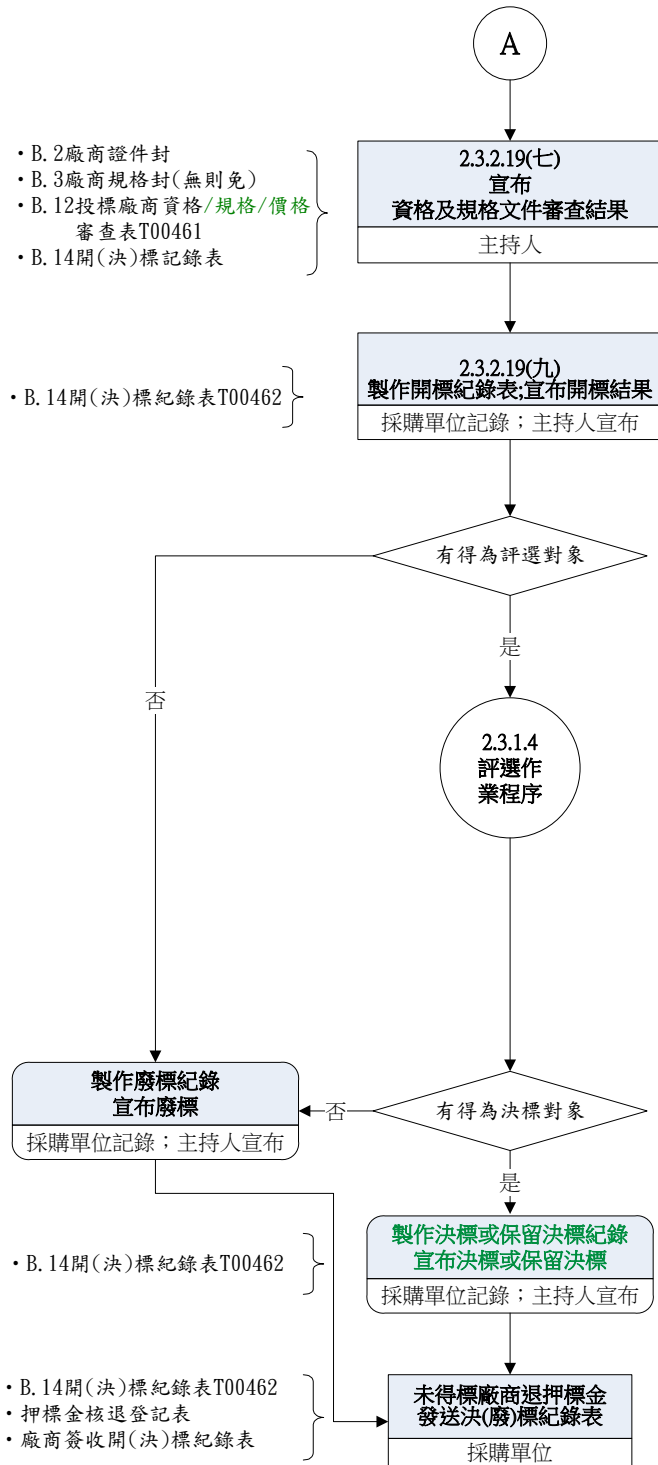 A
・B.2廠商證件封
・B.3廠商規格封(無則免)
・B.12投標廠商資格/規格/價格
審查表T00461
・B.14開(決)標記錄表
2.3.2.19(七)
宣布
資格及規格文件審查結果
主持人
・B.14開(決)標紀錄表T00462
2.3.2.19(九)
製作開標紀錄表;宣布開標結果
採購單位記錄；主持人宣布
有得為評選對象
是
否
2.3.1.4
評選作
業程序
製作廢標紀錄
宣布廢標
採購單位記錄；主持人宣布
否
有得為決標對象
是
・B.14開(決)標紀錄表T00462
製作決標或保留決標紀錄
宣布決標或保留決標
採購單位記錄；主持人宣布
・B.14開(決)標紀錄表T00462
・押標金核退登記表
・廠商簽收開(決)標紀錄表
未得標廠商退押標金
發送決(廢)標紀錄表
採購單位